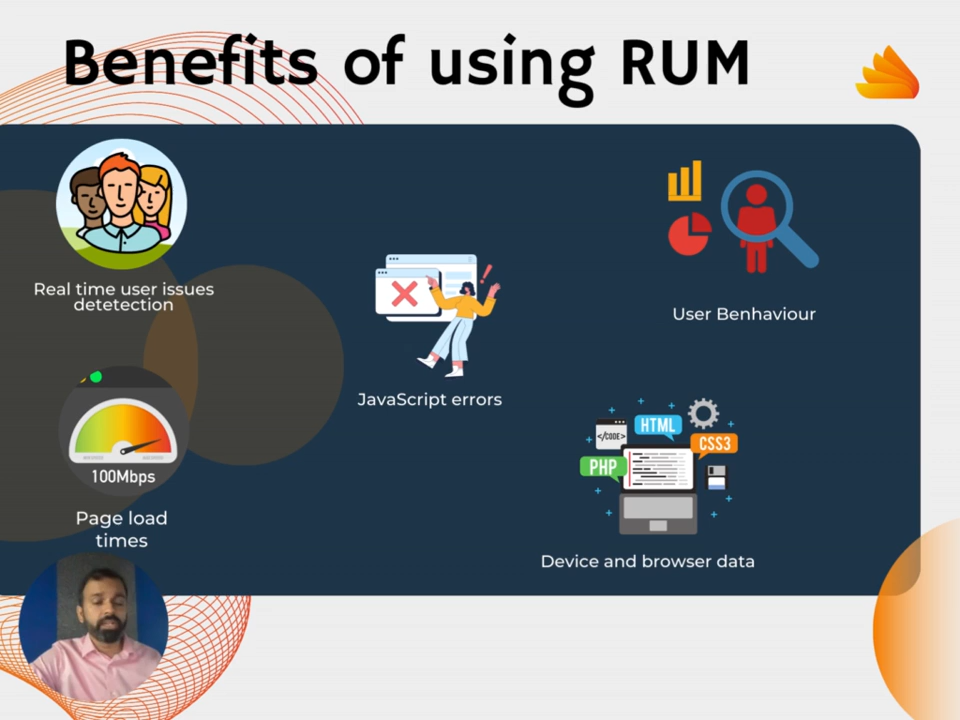 Benefits of using RUM
Real time user issues
detetection
100Mbps
Page load
times
JavaScript errors
User Benhaviour
</CODE>
HTML
CSS3
PHP
Device and browser data